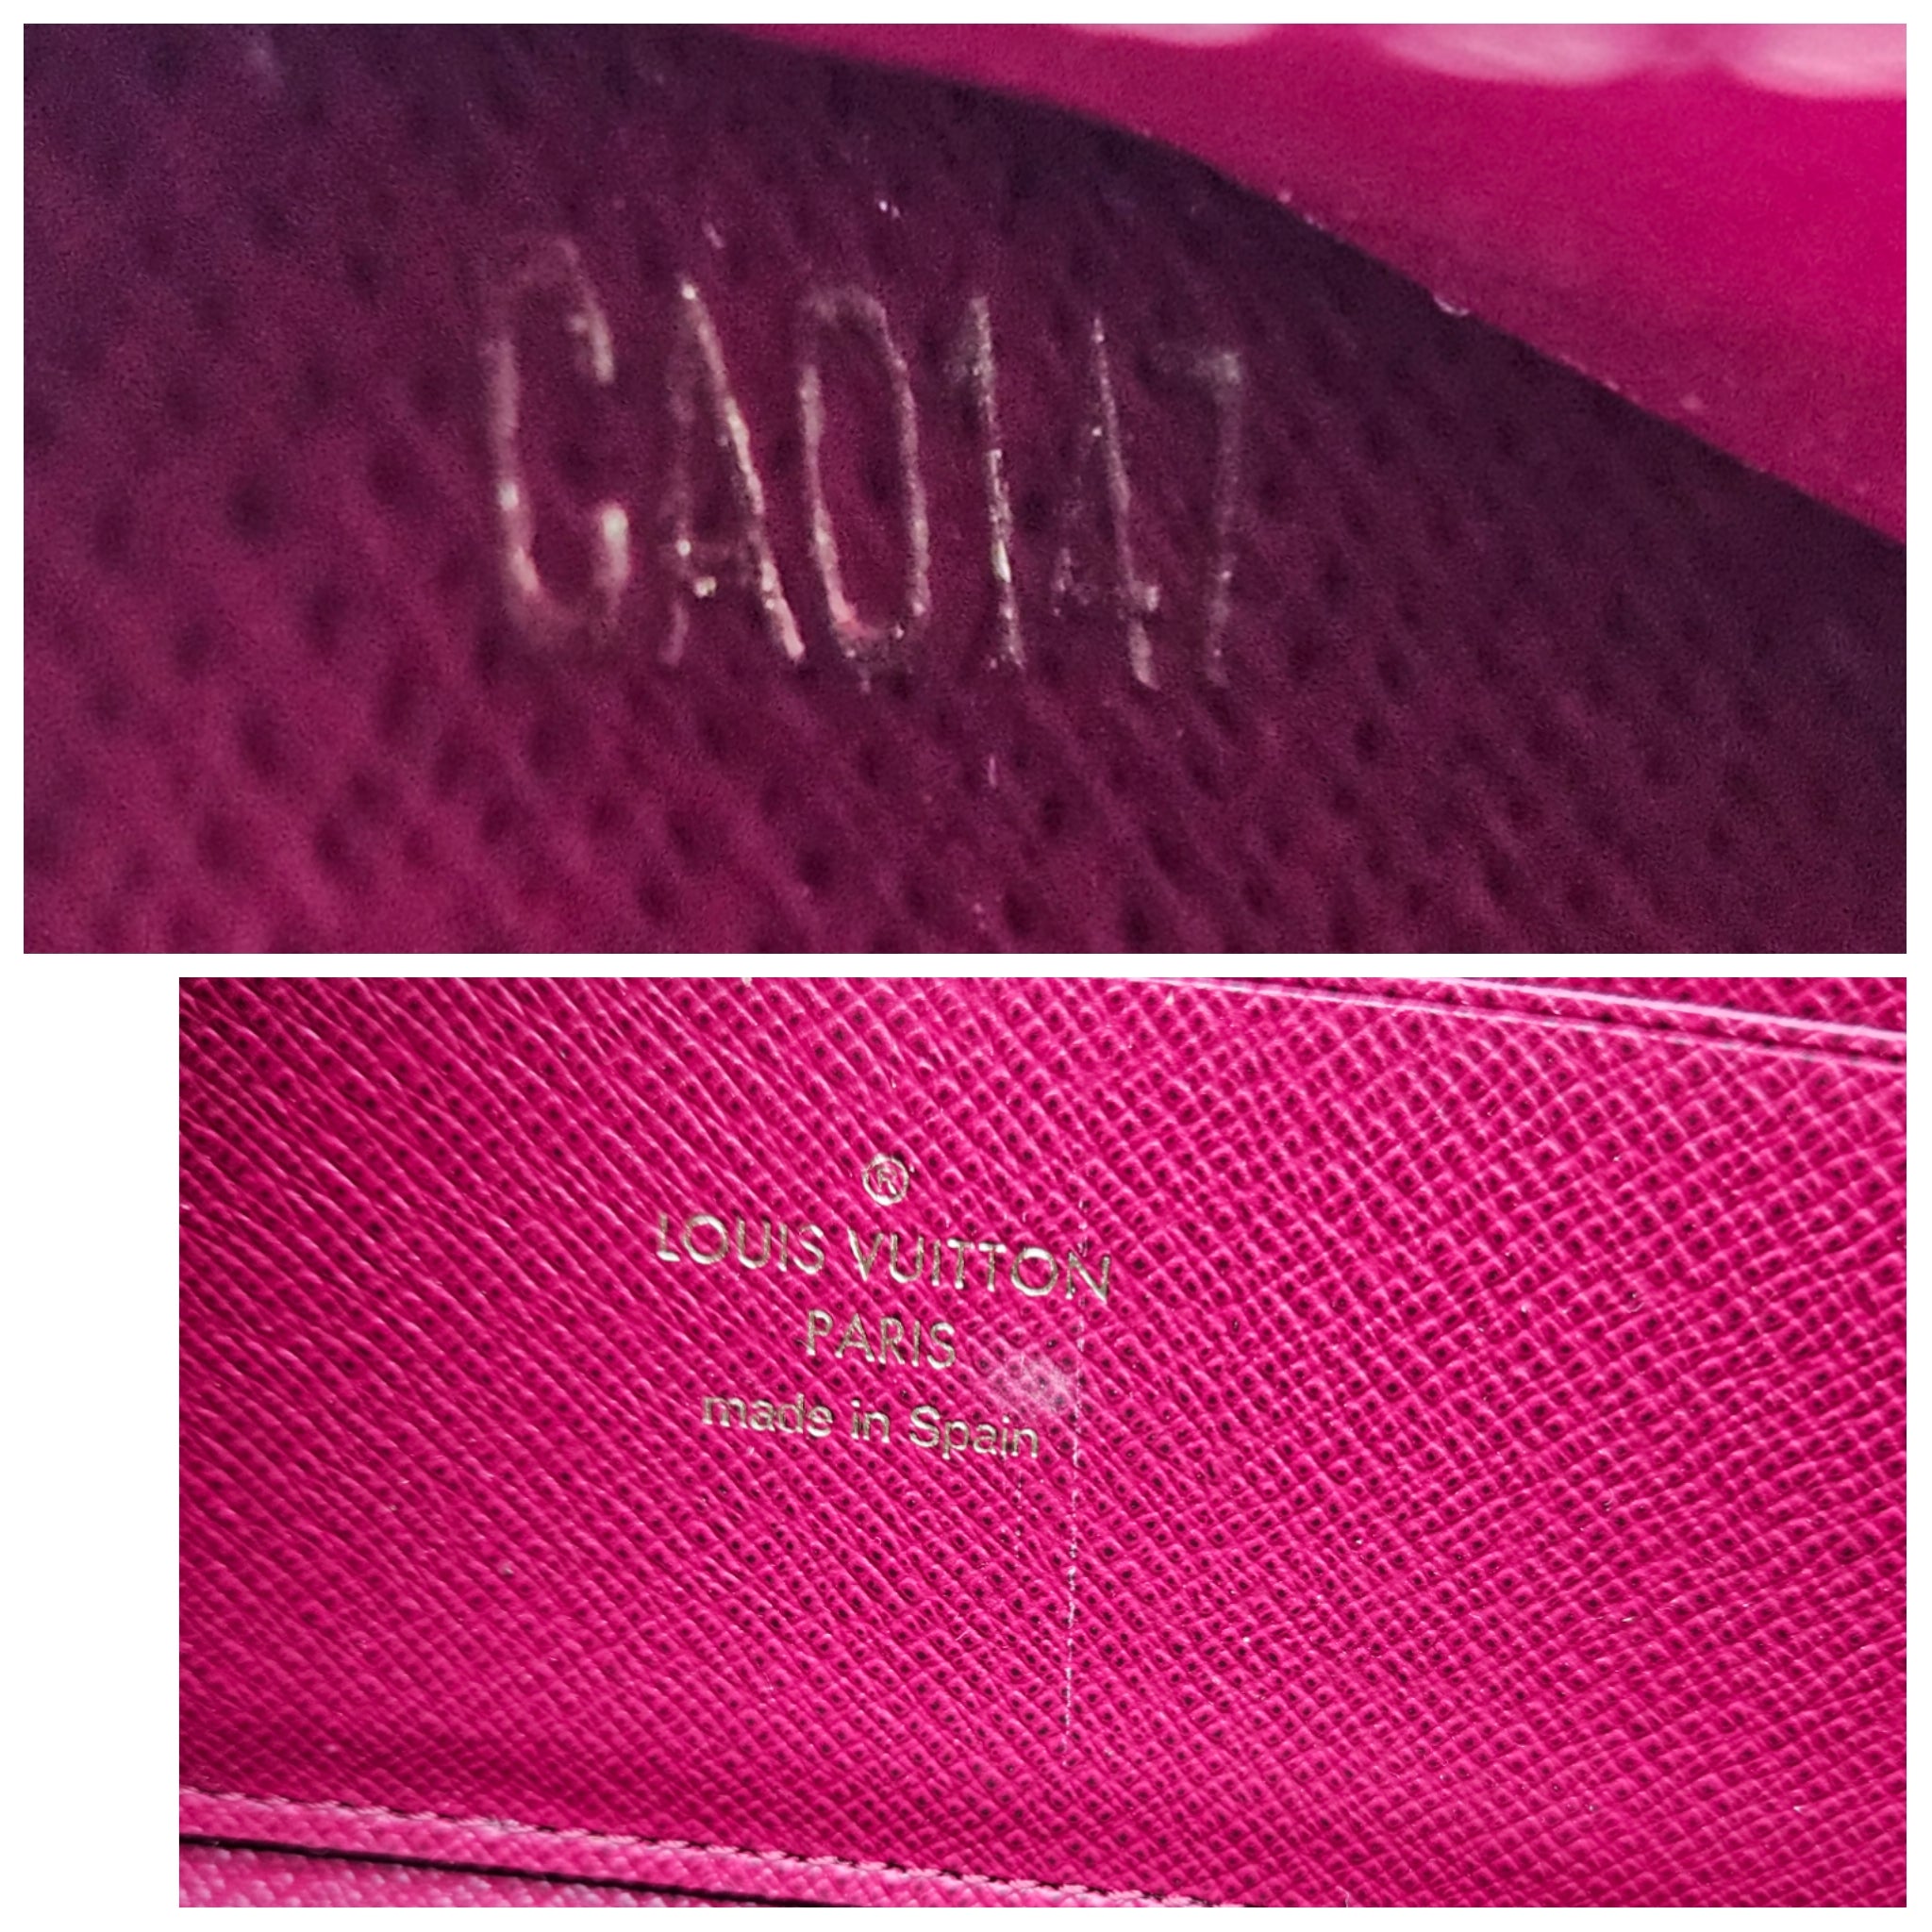 CA0147
®
LOUIS VUITTON
PARIS
made in Spain